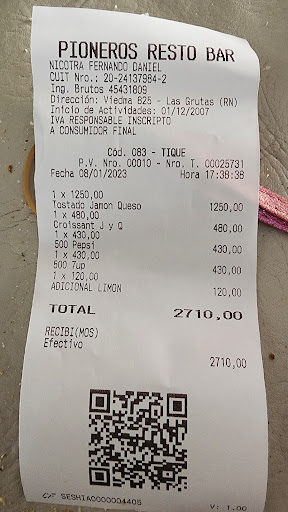 PIONEROS RESTO BAR
NICOTRA FERNANDO DANIEL
CUIT Nro.: 20-24137984-2
Ing. Brutos 45431809
Dirección: Viedma 825 - Las Grutas (RN)
Inicio de Actividades: 01/12/2007
IVA RESPONSABLE INSCRIPTO
A CONSUMIDOR FINAL
Cód. 083 - TIQUE
P.V. Nro. 00010 - Nro. T. 00025731
Fecha 08/01/2023 Hora 17:38:38
1 x 1250,00
Tostado Jamon Queso 1250,00
1 x 480,00
Croissant J y Q 480,00
1 x 430,00
500 Pepsi 430,00
1 x 430,00
500 7up 430,00
1 x 120,00
ADICIONAL LIMON 120,00
TOTAL 2710,00
RECIBI(MOS)
Efectivo 2710,00
CF SESHIA0000004405 V: 1.00